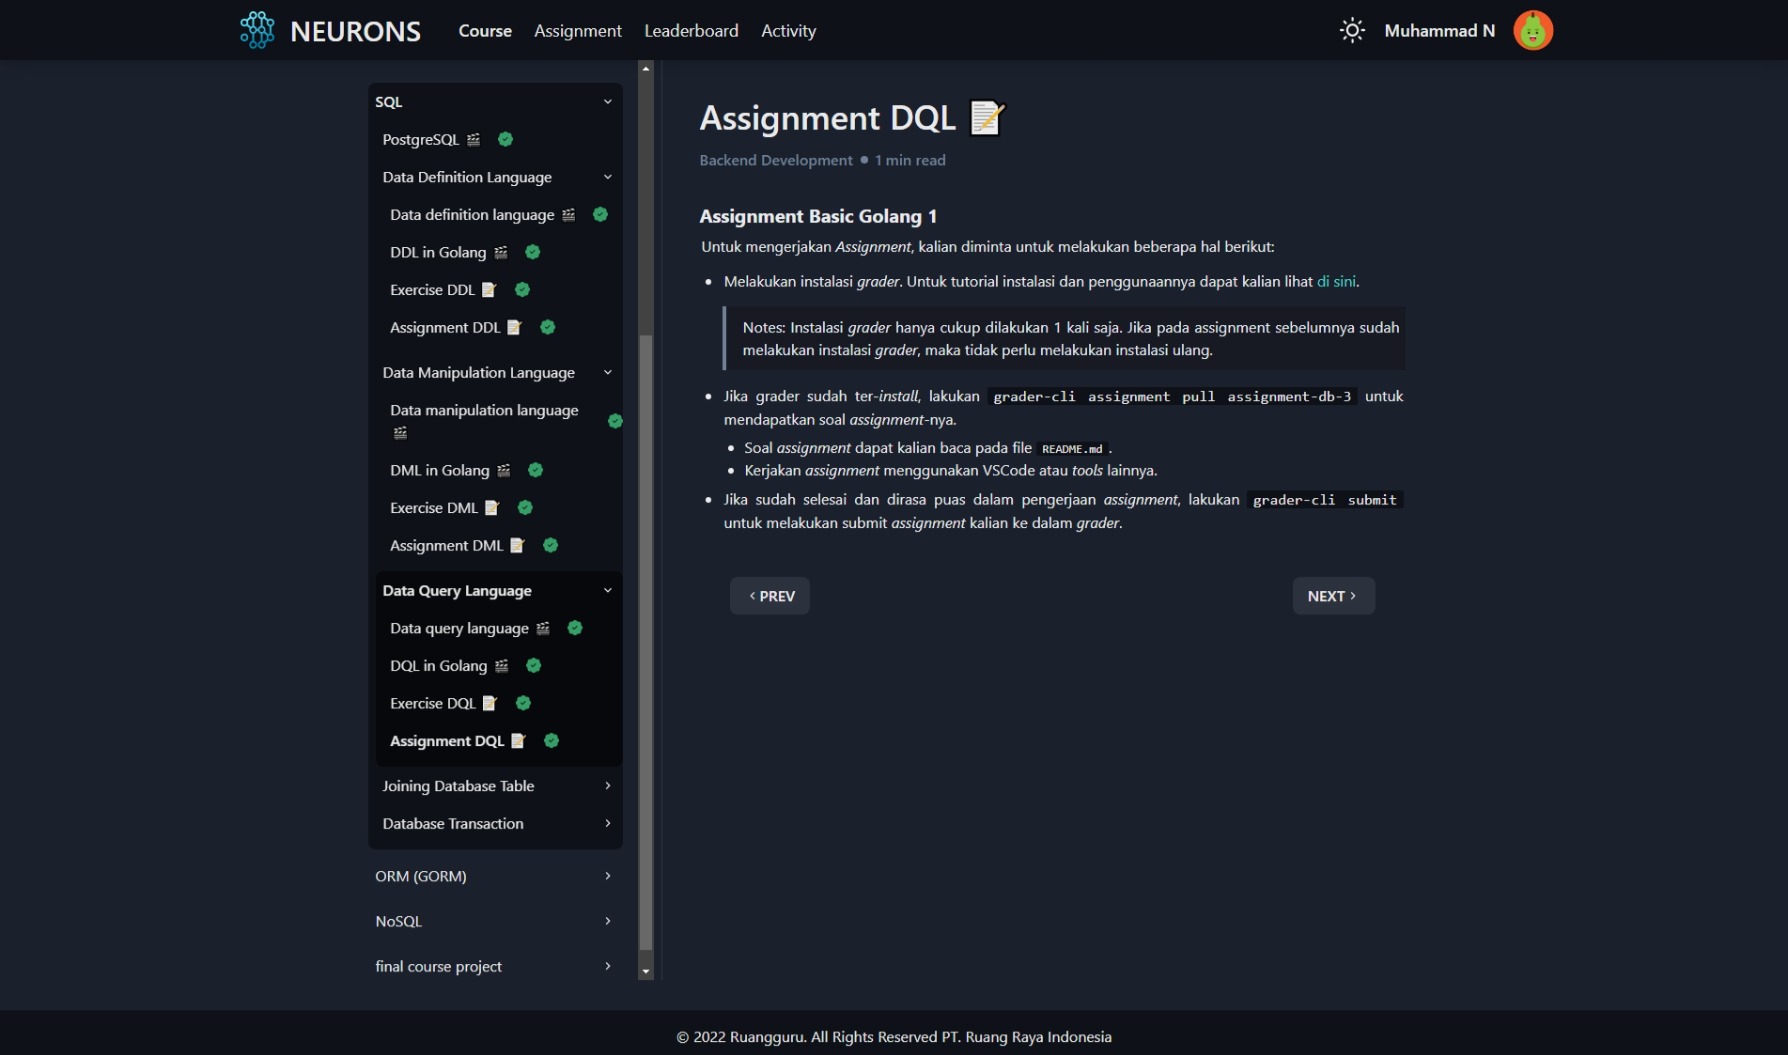 NEURONS
Course
Assignment
Leaderboard
Activity
Muhammad N
SQL
PostgreSQL
Data Definition Language
Data definition language
DDL in Golang
Exercise DDL
Assignment DDL
Data Manipulation Language
Data manipulation language
DML in Golang
Exercise DML
Assignment DML
Data Query Language
Data query language
DQL in Golang
Exercise DQL
Assignment DQL
Joining Database Table
Database Transaction
ORM (GORM)
NoSQL
final course project
Assignment DQL
Backend Development • 1 min read
Assignment Basic Golang 1
Untuk mengerjakan Assignment, kalian diminta untuk melakukan beberapa hal berikut:
• Melakukan instalasi grader. Untuk tutorial instalasi dan penggunaannya dapat kalian lihat di sini.
Notes: Instalasi grader hanya cukup dilakukan 1 kali saja. Jika pada assignment sebelumnya sudah
melakukan instalasi grader, maka tidak perlu melakukan instalasi ulang.
• Jika grader sudah ter-install, lakukan grader-cli assignment pull assignment-db-3 untuk
mendapatkan soal assignment-nya.
• Soal assignment dapat kalian baca pada file README.md .
• Kerjakan assignment menggunakan VSCode atau tools lainnya.
• Jika sudah selesai dan dirasa puas dalam pengerjaan assignment, lakukan grader-cli submit
untuk melakukan submit assignment kalian ke dalam grader.
‹ PREV
NEXT ›
© 2022 Ruangguru. All Rights Reserved PT. Ruang Raya Indonesia